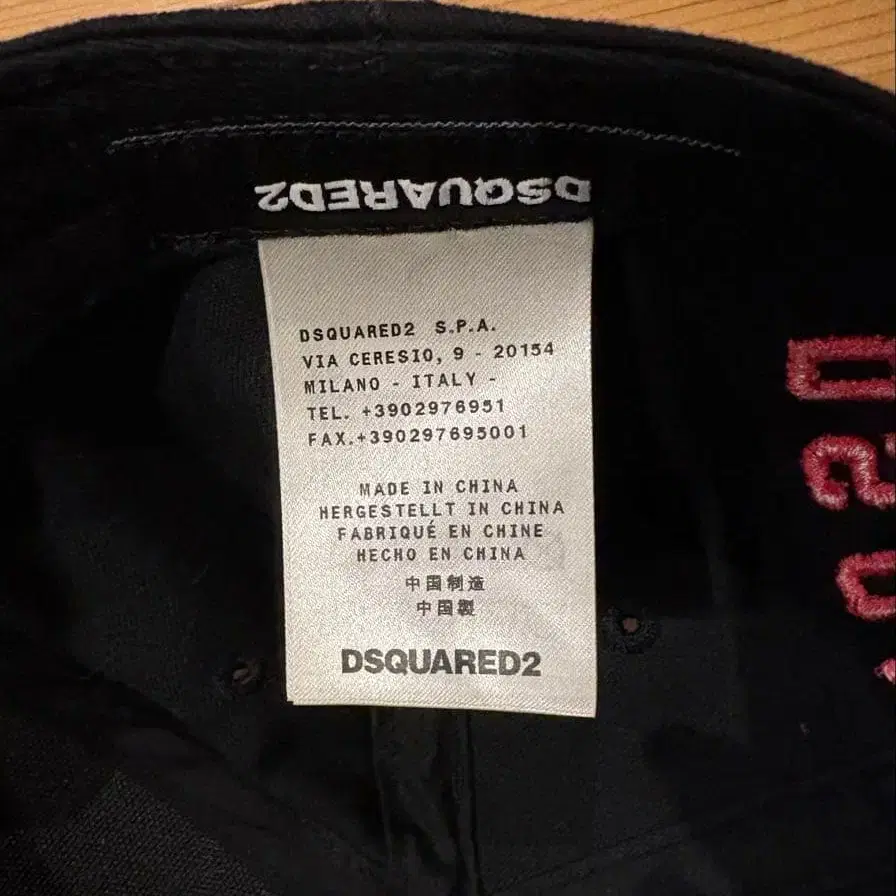 DSQUARED2
DSQUARED2 S.P.A.
VIA CERESIO, 9 - 20154
MILANO - ITALY -
TEL. +3902976951
FAX.+390297695001
MADE IN CHINA
HERGESTELLT IN CHINA
FABRIQUÉ EN CHINE
HECHO EN CHINA
中国制造
中国製
DSQUARED2